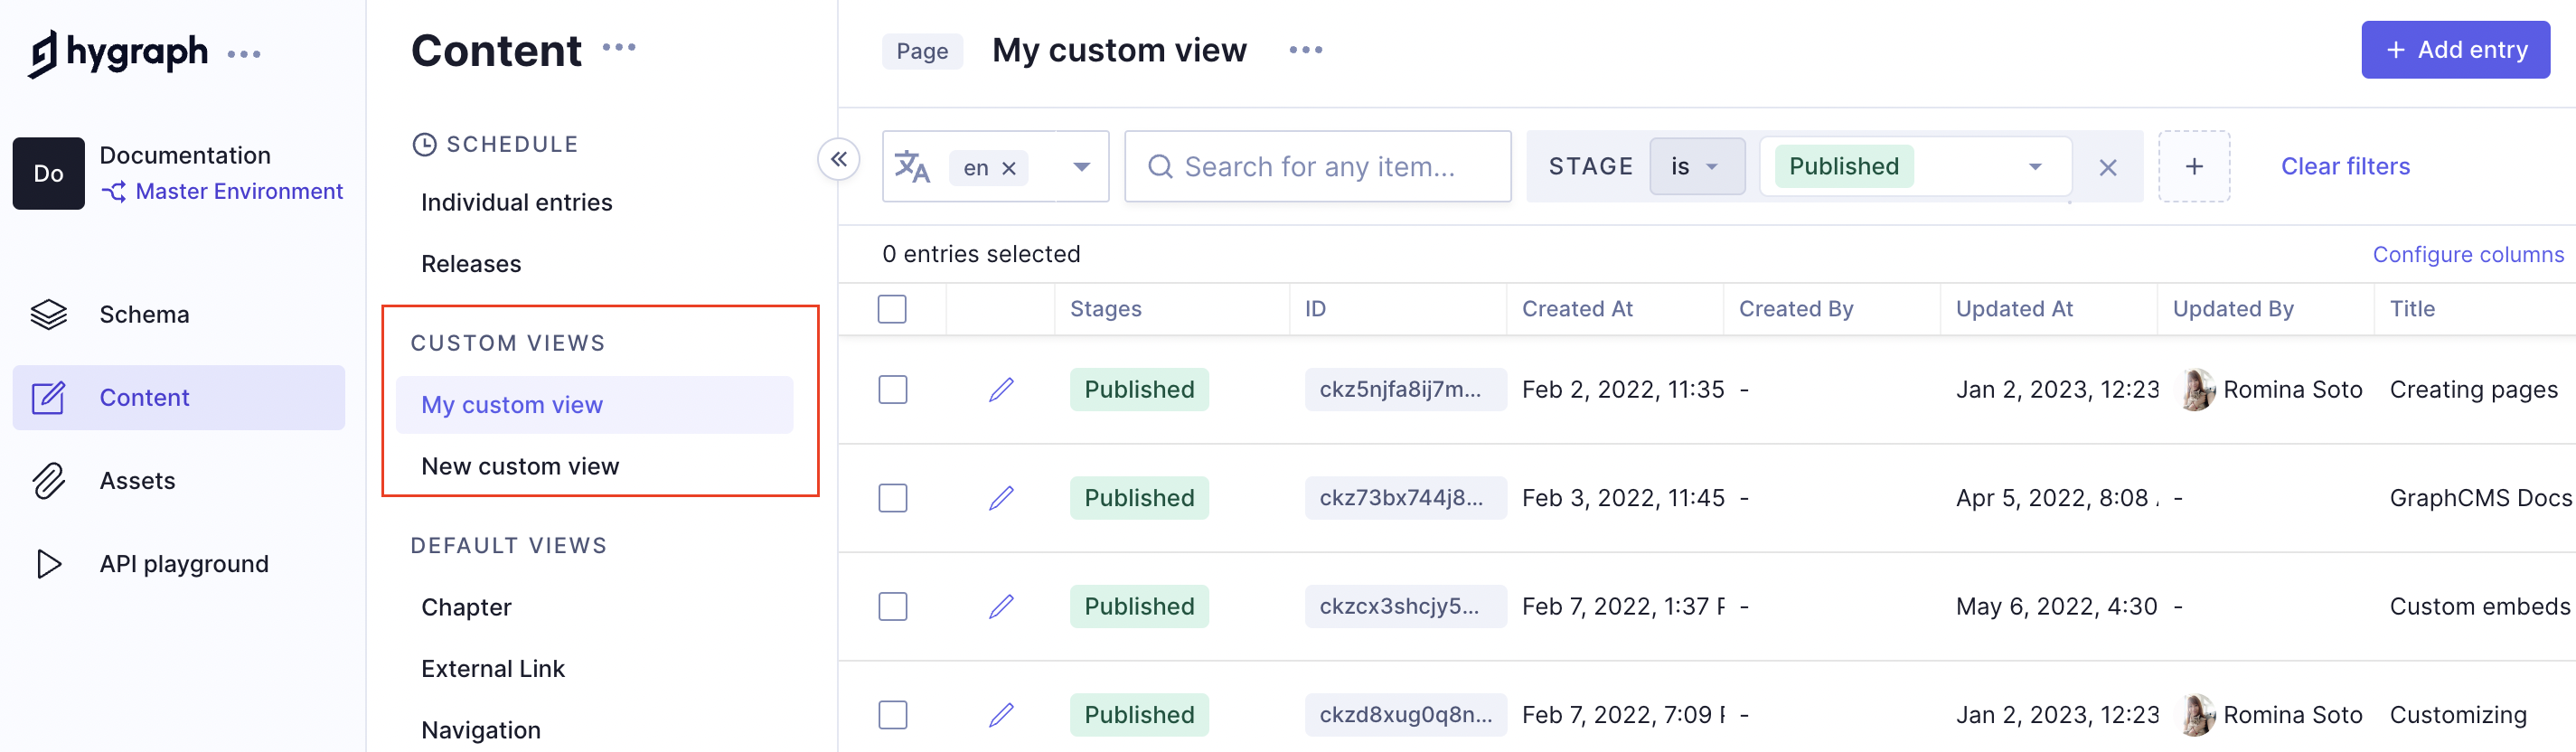 hygraph
Do
Documentation
Master Environment
Schema
Content
Assets
API playground
Content
SCHEDULE
Individual entries
Releases
CUSTOM VIEWS
My custom view
New custom view
DEFAULT VIEWS
Chapter
External Link
Navigation
Page My custom view
+ Add entry
en Search for any item... STAGE is Published + Clear filters
0 entries selected Configure columns
Stages ID Created At Created By Updated At Updated By Title
Published ckz5njfa8ij7m... Feb 2, 2022, 11:35 - Jan 2, 2023, 12:23 Romina Soto Creating pages
Published ckz73bx744j8... Feb 3, 2022, 11:45 - Apr 5, 2022, 8:08 - GraphCMS Docs
Published ckzcx3shcjy5... Feb 7, 2022, 1:37 - May 6, 2022, 4:30 - Custom embeds
Published ckzd8xug0q8n... Feb 7, 2022, 7:09 - Jan 2, 2023, 12:23 Romina Soto Customizing